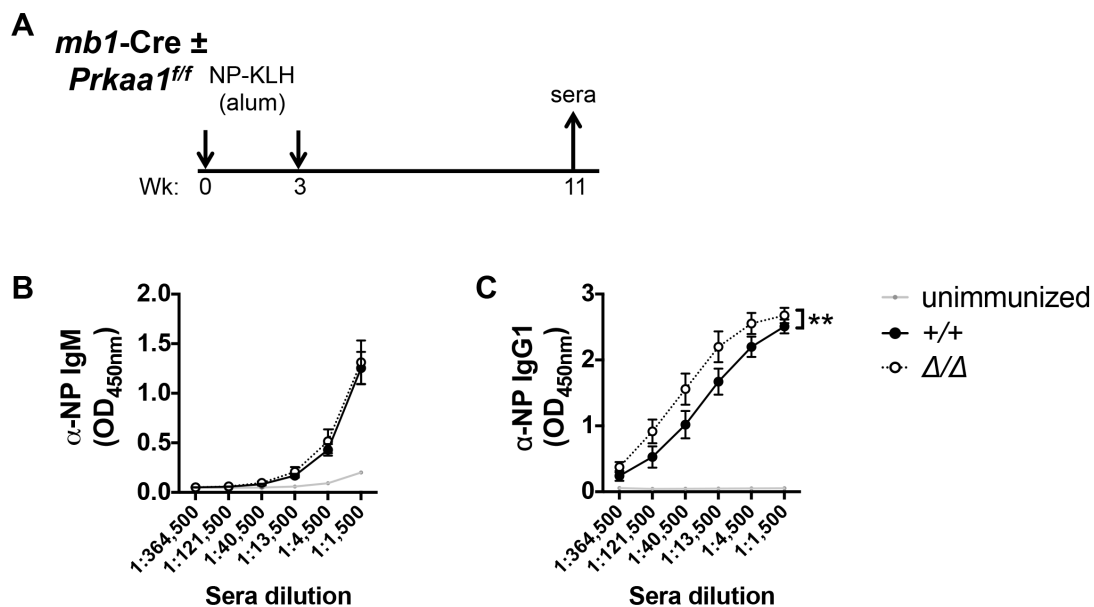 A
mb1-Cre ±
Prkaa1f/f
NP-KLH
(alum)
sera
Wk: 0 3 11
B
α-NP IgM
(OD450nm)
2.0
1.5
1.0
0.5
0.0
1:364,500
1:121,500
1:40,500
1:13,500
1:4,500
1:1,500
Sera dilution
C
α-NP IgG1
(OD450nm)
3
2
1
0
1:364,500
1:121,500
1:40,500
1:13,500
1:4,500
1:1,500
Sera dilution
**
unimmunized
+/+
Δ/Δ